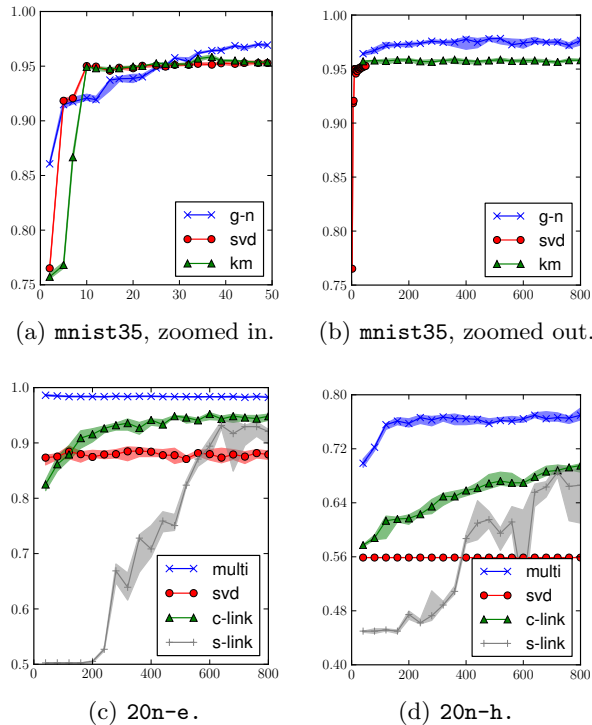 1.00
0.95
0.90
0.85
0.80
0.75
0 10 20 30 40 50
g-n
svd
km
(a) mnist35, zoomed in.
1.00
0.95
0.90
0.85
0.80
0.75
0 200 400 600 800
g-n
svd
km
(b) mnist35, zoomed out.
1.0
0.9
0.8
0.7
0.6
0.5
0 200 400 600 800
multi
svd
c-link
s-link
(c) 20n-e.
0.80
0.72
0.64
0.56
0.48
0.40
0 200 400 600 800
multi
svd
c-link
s-link
(d) 20n-h.